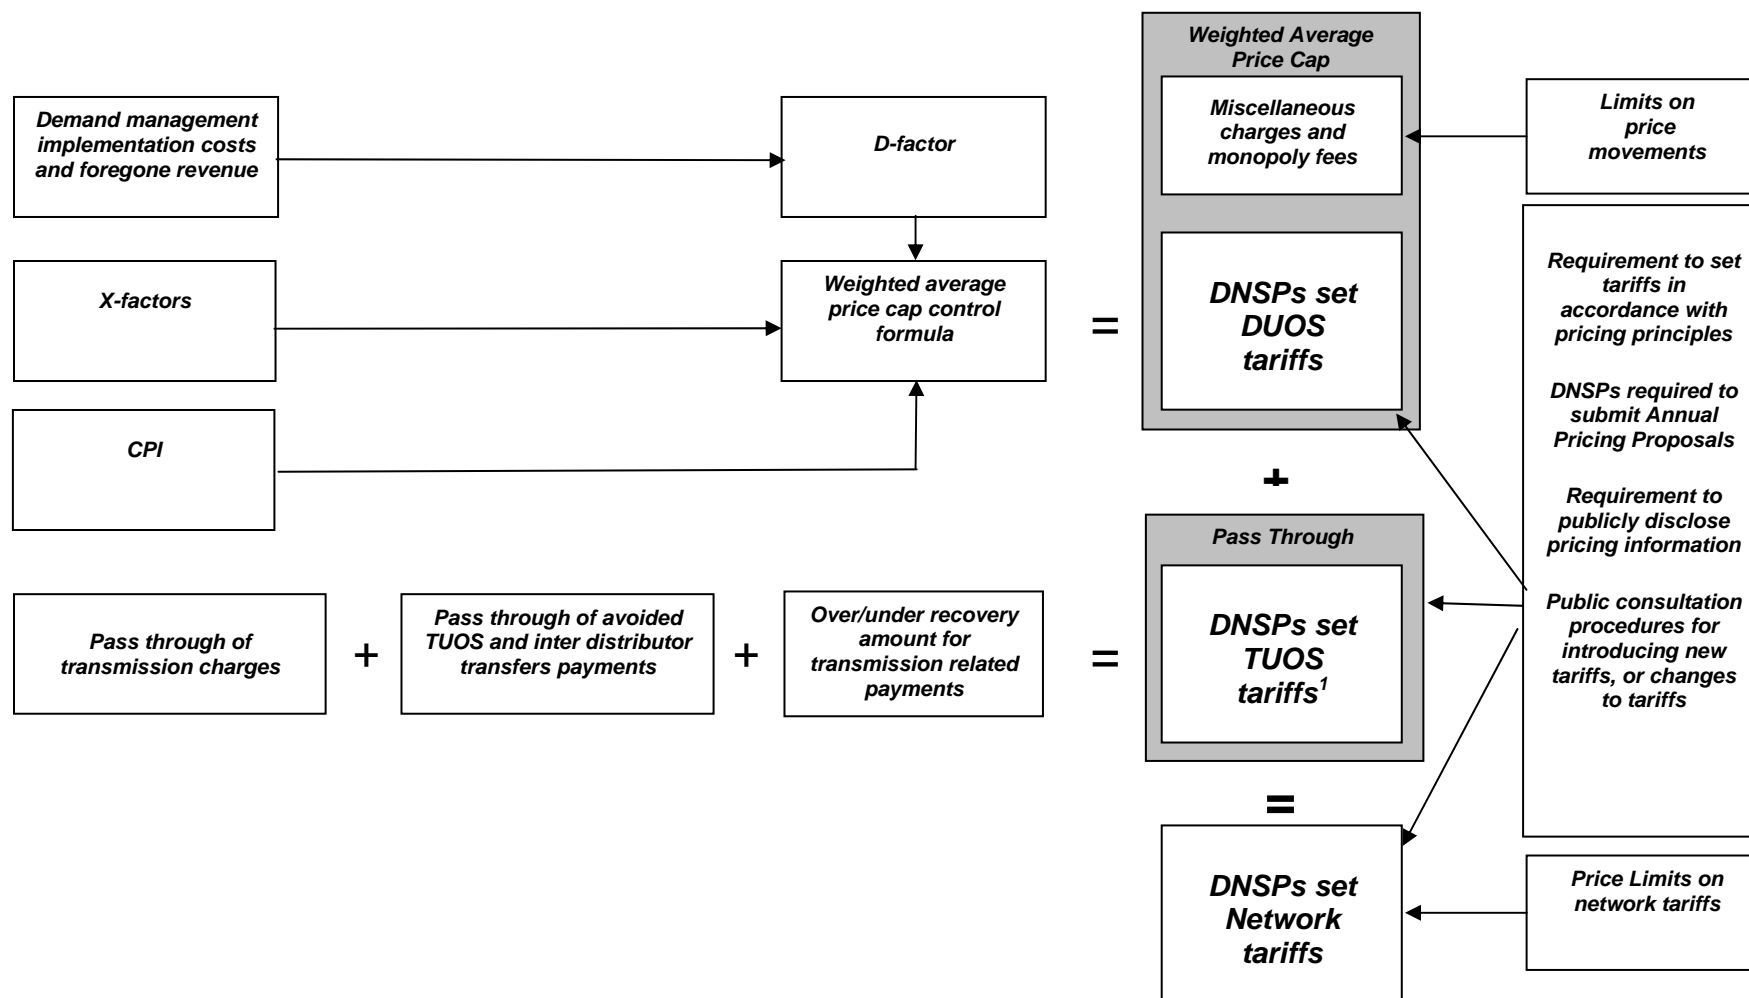 Demand management
implementation costs
and foregone revenue
D-factor
Weighted Average
Price Cap
Miscellaneous
charges and
monopoly fees
Limits on
price
movements
X-factors
Weighted average
price cap control
formula
=
DNSPs set
DUOS
tariffs
CPI
+
Requirement to set
tariffs in
accordance with
pricing principles
DNSPs required to
submit Annual
Pricing Proposals
Requirement to
publicly disclose
pricing information
Public consultation
procedures for
introducing new
tariffs, or changes
to tariffs
Pass through of
transmission charges
+
Pass through of avoided
TUOS and inter distributor
transfers payments
+
Over/under recovery
amount for
transmission related
payments
=
Pass Through
DNSPs set
TUOS
tariffs¹
=
DNSPs set
Network
tariffs
Price Limits on
network tariffs